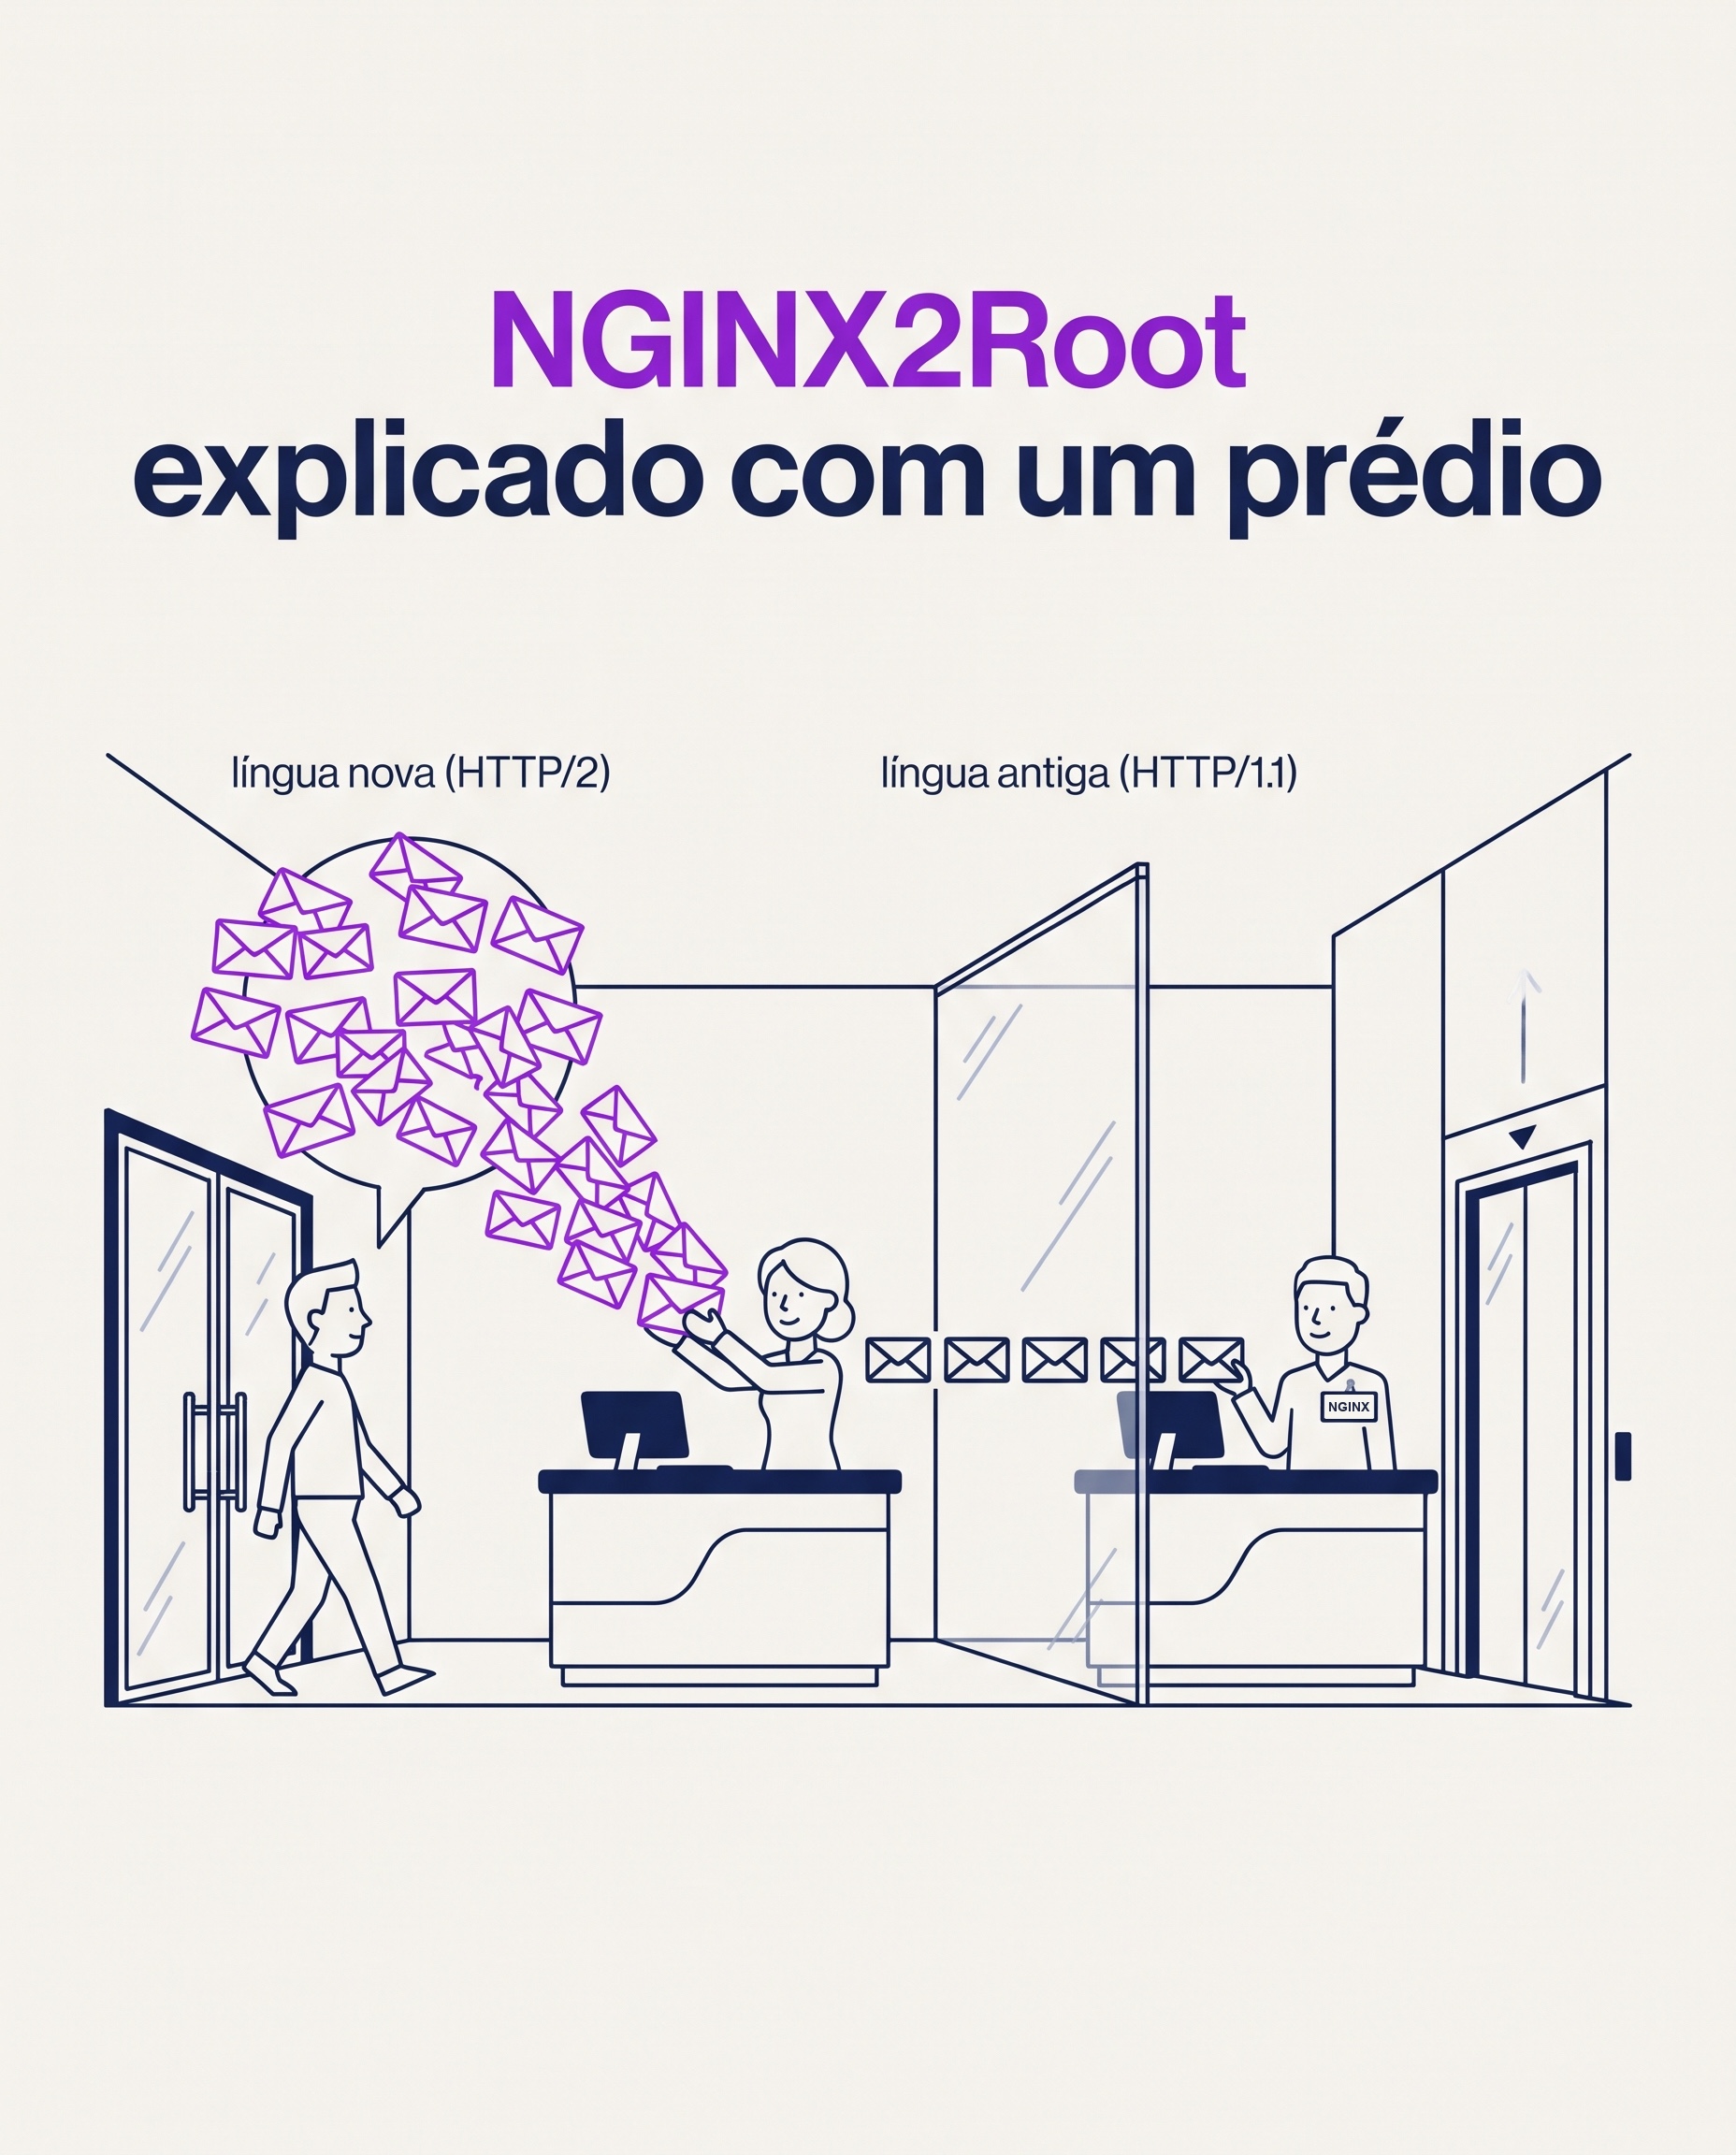 NGINX2Root
explicado com um prédio
língua nova (HTTP/2)
língua antiga (HTTP/1.1)
NGINX